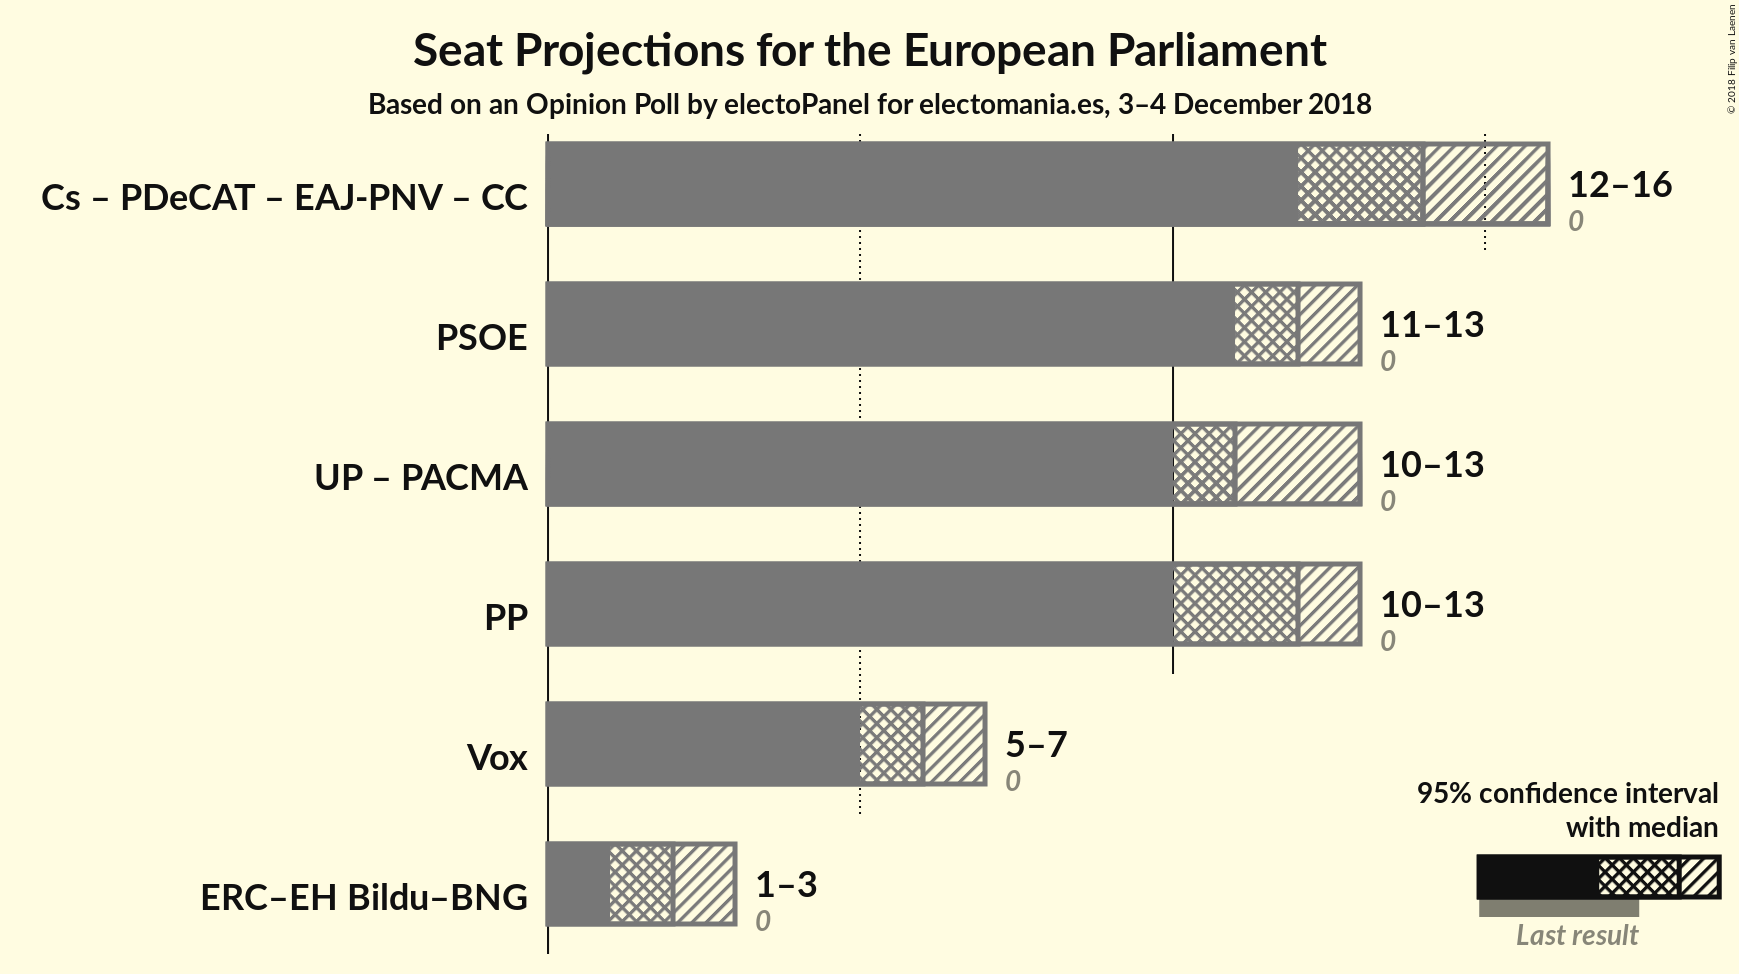 Seat Projections for the European Parliament
Based on an Opinion Poll by electoPanel for electomania.es, 3–4 December 2018
© 2018 Filip van Laenen
Cs – PDeCAT – EAJ-PNV – CC
12–16
0
PSOE
11–13
0
UP – PACMA
10–13
0
PP
10–13
0
Vox
5–7
0
ERC–EH Bildu–BNG
1–3
0
95% confidence interval
with median
Last result